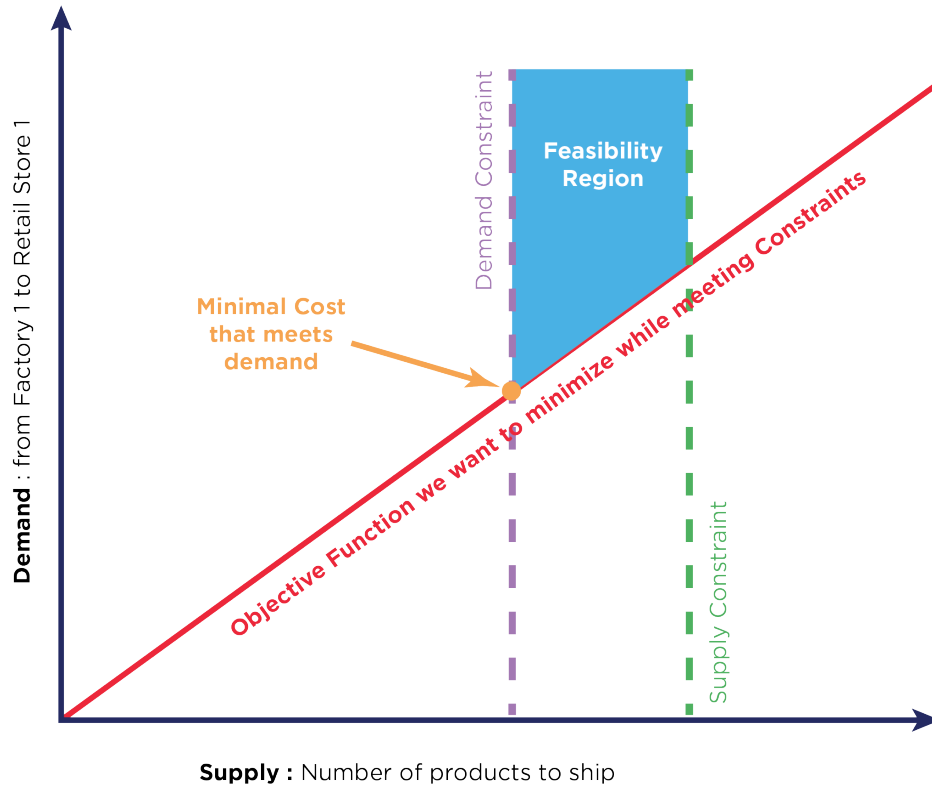 Demand : from Factory 1 to Retail Store 1
Demand Constraint
Feasibility
Region
Minimal Cost
that meets
demand
Objective Function we want to minimize while meeting Constraints
Supply Constraint
Supply : Number of products to ship